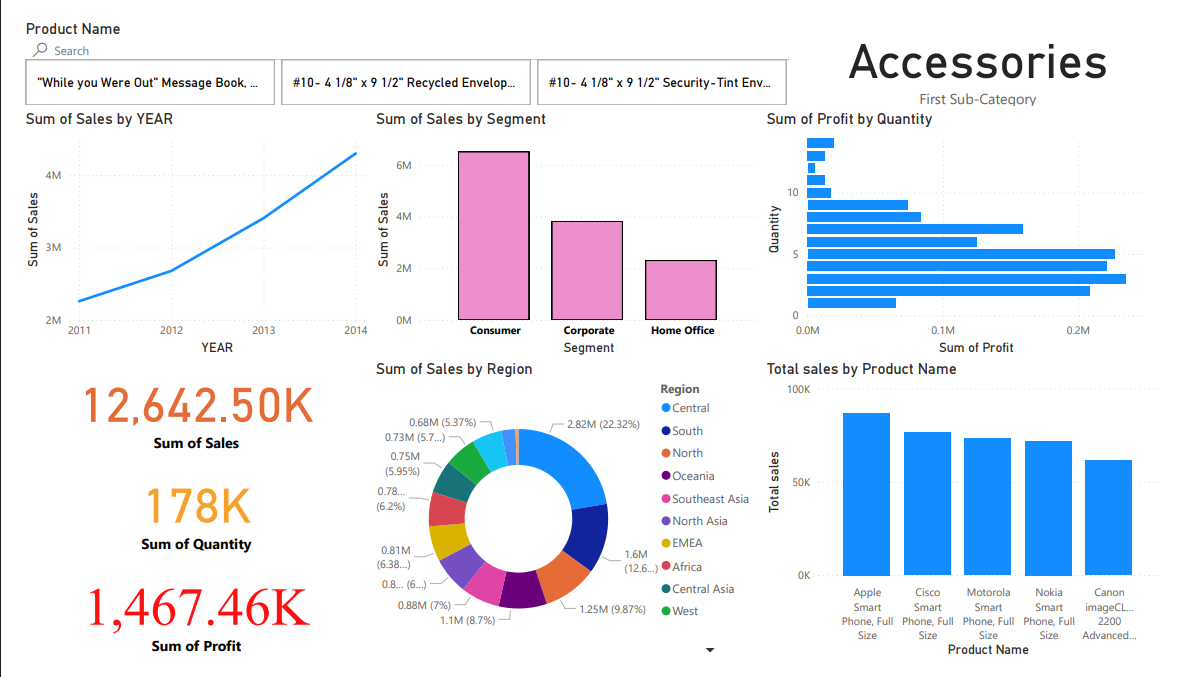 Product Name
Search
"While you Were Out" Message Book, ...
#10- 4 1/8" x 9 1/2" Recycled Envelop...
#10- 4 1/8" x 9 1/2" Security-Tint Env...
Accessories
First Sub-Category
Sum of Sales by YEAR
Sum of Sales
4M
3M
2M
2011 2012 2013 2014
YEAR
Sum of Sales by Segment
Sum of Sales
6M
4M
2M
0M
Consumer Corporate Home Office
Segment
Sum of Profit by Quantity
Quantity
10
5
0
0.0M 0.1M 0.2M
Sum of Profit
12,642.50K
Sum of Sales
178K
Sum of Quantity
1,467.46K
Sum of Profit
Sum of Sales by Region
2.82M (22.32%)
1.6M
(12.6...)
1.25M (9.87%)
1.1M (8.7%)
0.88M (7%)
0.8... (6...)
0.81M
(6.38...)
0.78...
(6.2%)
0.75M
(5.95%)
0.73M (5.7...)
0.68M (5.37%)
Region
Central
South
North
Oceania
Southeast Asia
North Asia
EMEA
Africa
Central Asia
West
Total sales by Product Name
Total sales
100K
50K
0K
Apple
Smart
Phone, Full
Size
Cisco
Smart
Phone, Full
Size
Motorola
Smart
Phone, Full
Size
Nokia
Smart
Phone, Full
Size
Canon
imageCL...
2200
Advanced...
Product Name